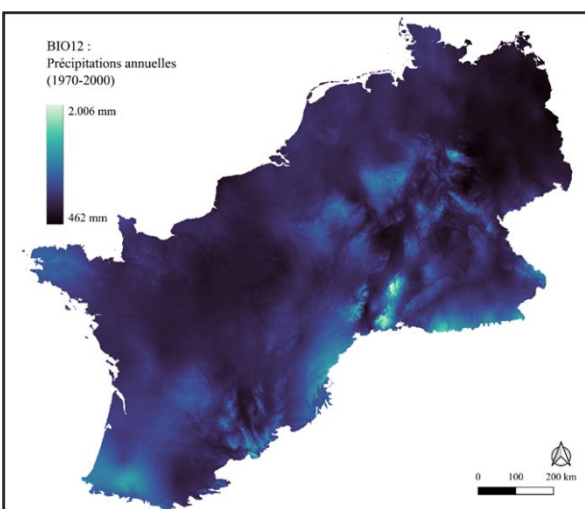 BIO12 :
Précipitations annuelles
(1970-2000)
2.006 mm
462 mm
0 100 200 km